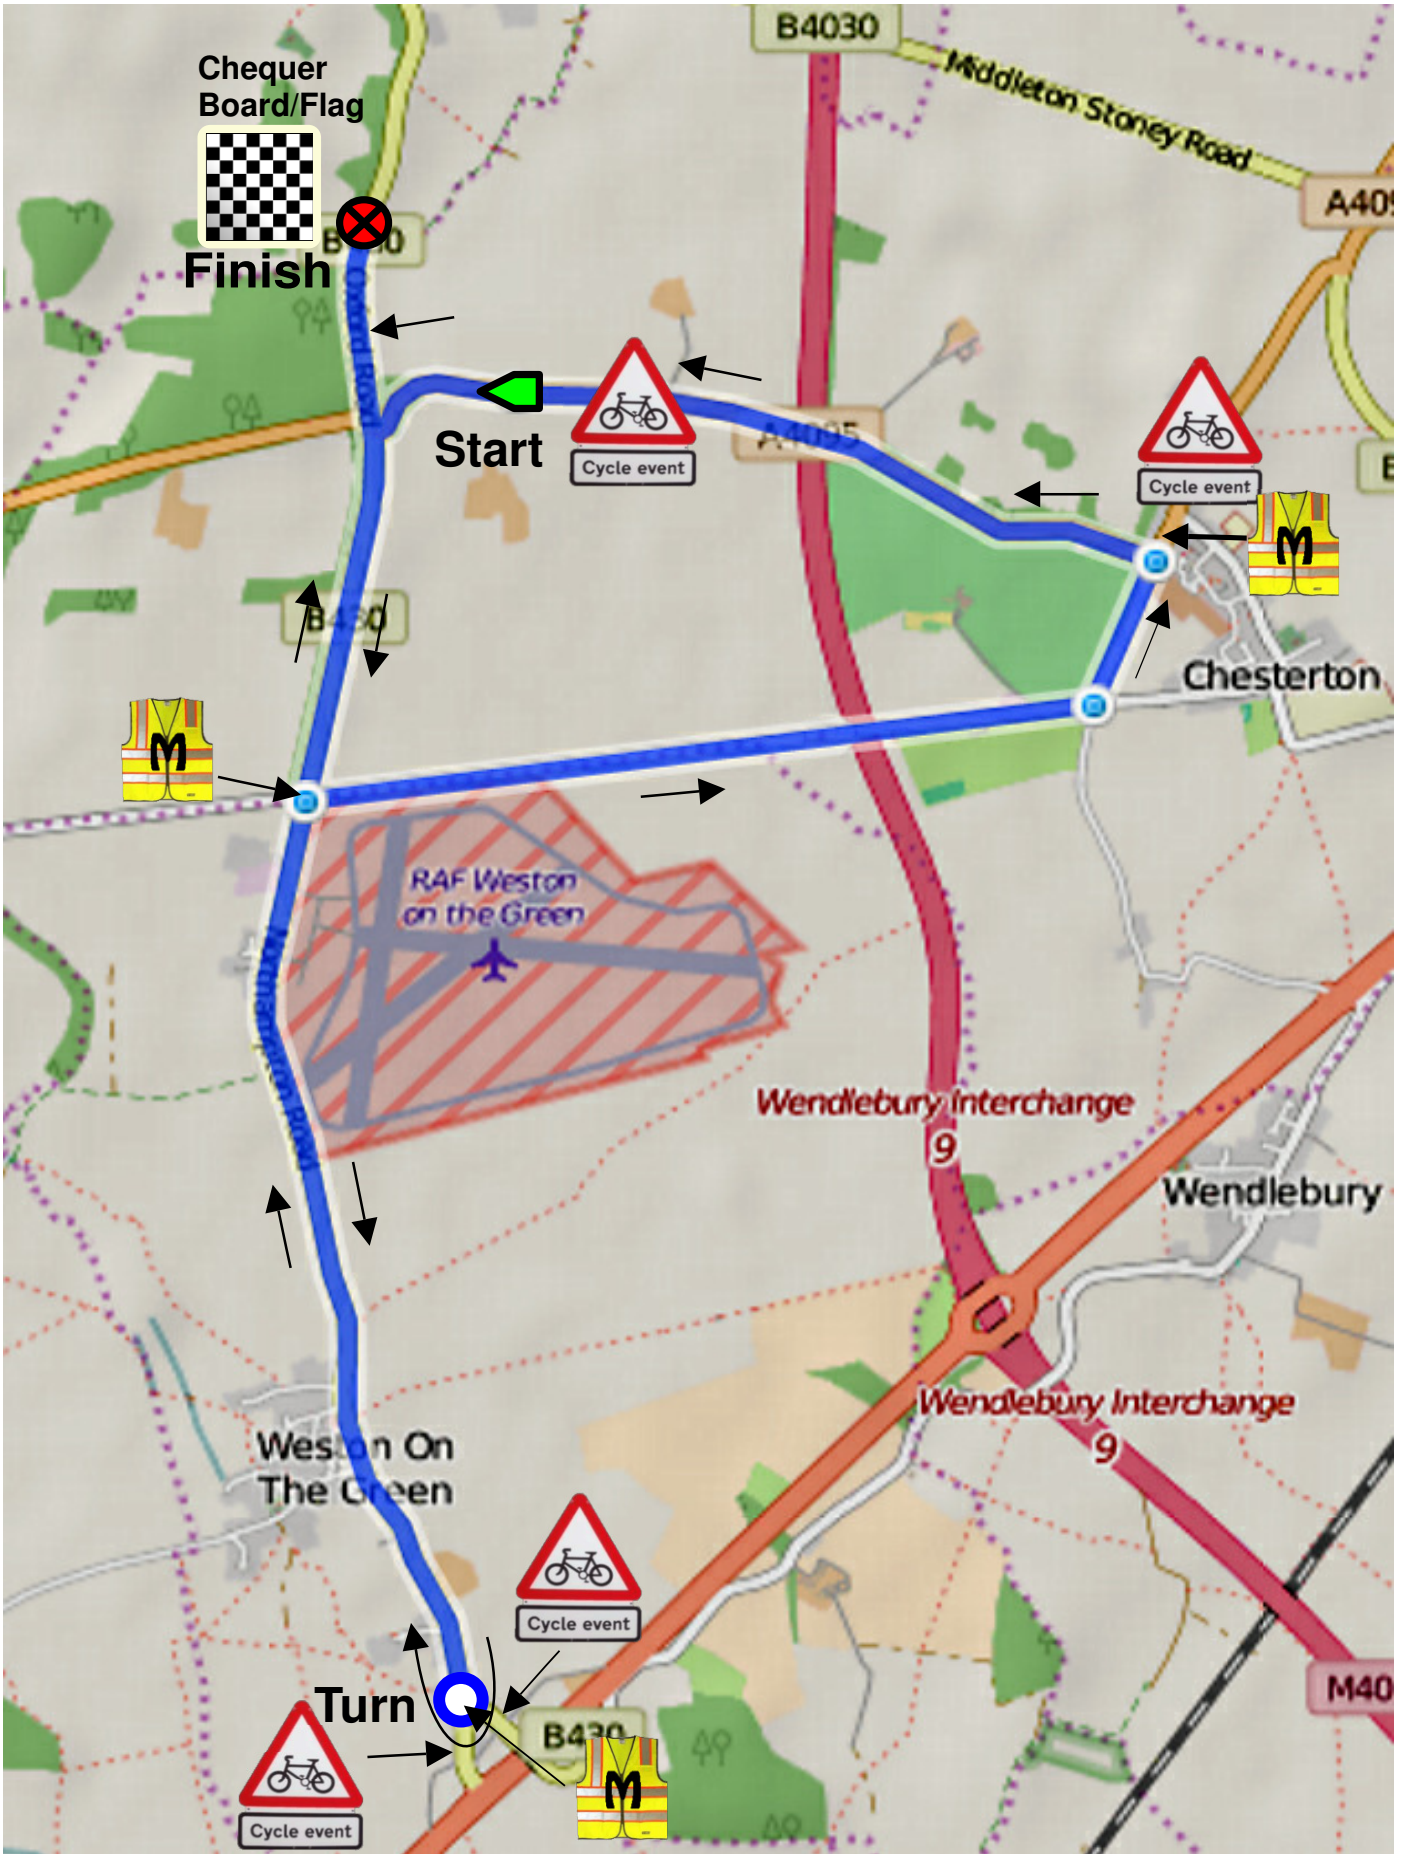 B4030
Middleton Stoney Road
Chequer
Board/Flag
Finish
Start
Cycle event
A4095
Cycle event
B430
M
Chesterton
M
RAF Weston
on the Green
Wendlebury Interchange
9
Wendlebury
Wendlebury Interchange
9
Weston On
The Green
Cycle event
Turn
B430
M
M40
Cycle event